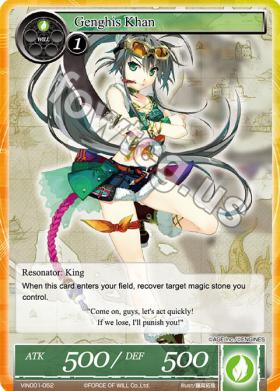 Genghis Khan
WILL
1
fowtcg.us
Resonator: King
When this card enters your field, recover target magic stone you
control.
"Come on, guys, let's act quickly!
If we lose, I'll punish you!"
ATK 500/ DEF 500
VIN001-052 ©FORCE OF WILL Co.,Ltd.